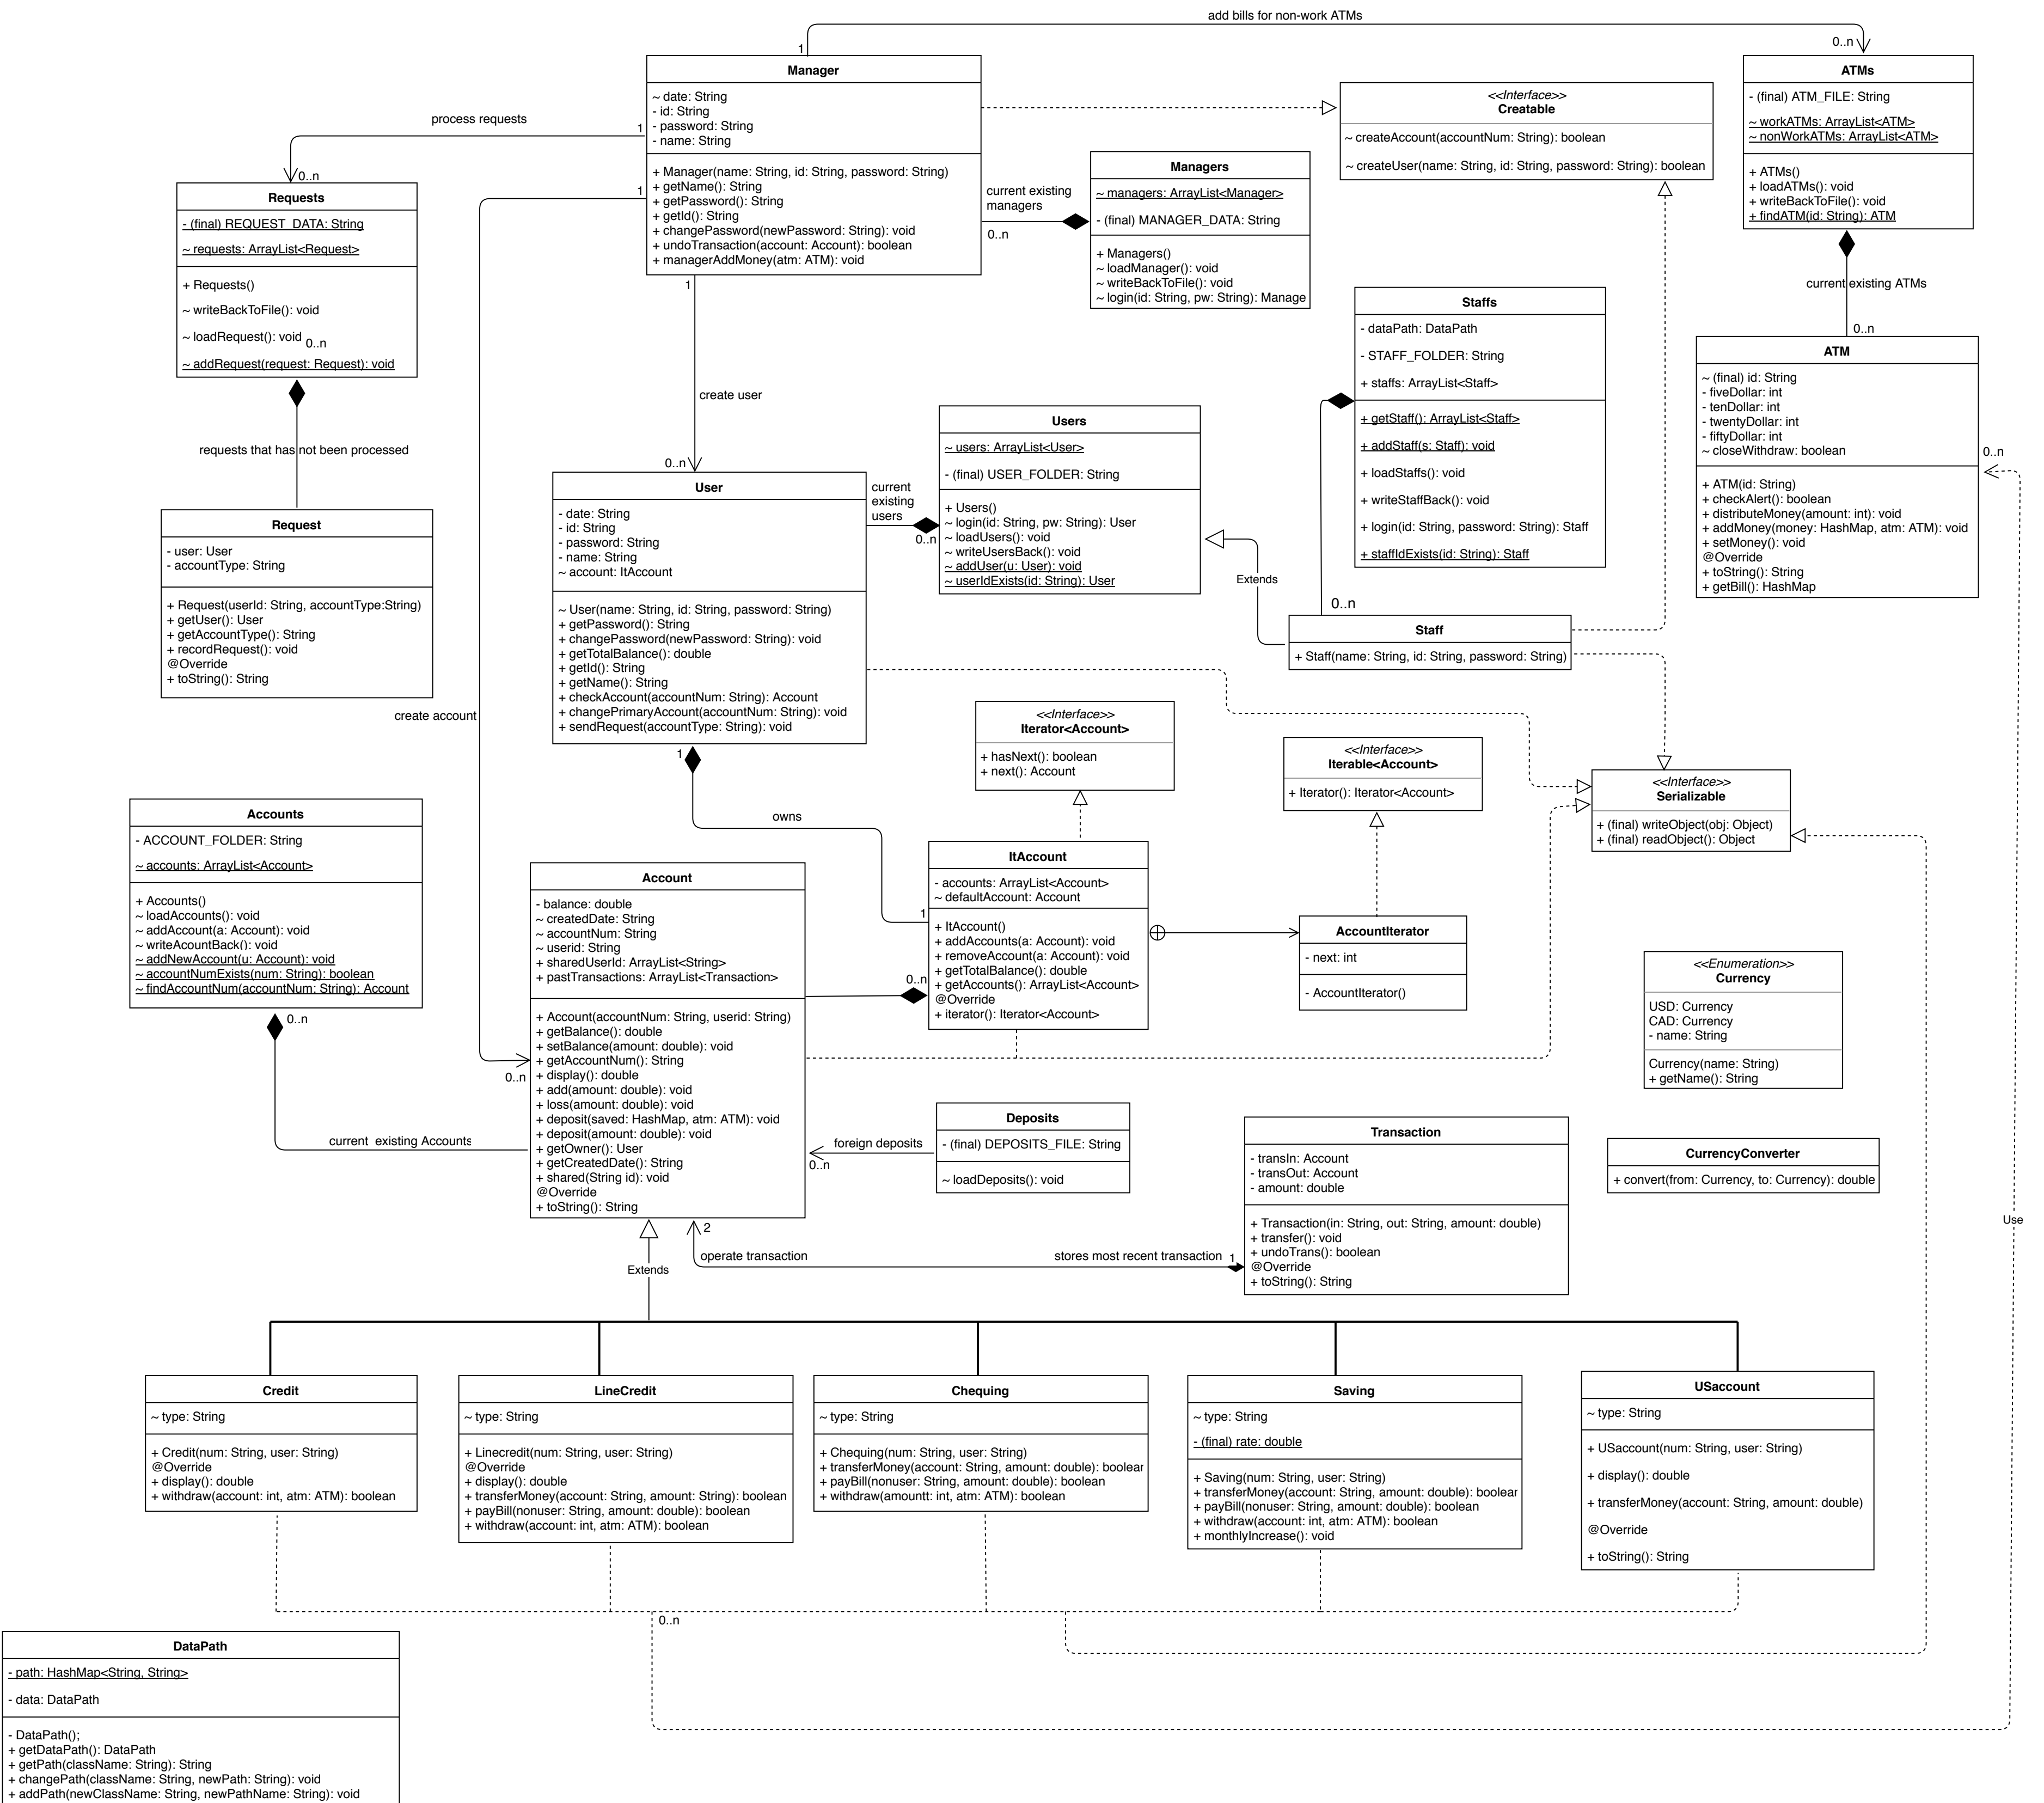 add bills for non-work ATMs
1
0..n
Manager
~ date: String
- id: String
- password: String
- name: String
+ Manager(name: String, id: String, password: String)
+ getName(): String
+ getPassword(): String
+ getId(): String
+ changePassword(newPassword: String): void
+ undoTransaction(account: Account): boolean
+ managerAddMoney(atm: ATM): void
1
1
1
process requests
0..n
<<Interface>>
Creatable
~ createAccount(accountNum: String): boolean
~ createUser(name: String, id: String, password: String): boolean
ATMs
- (final) ATM_FILE: String
~ workATMs: ArrayList<ATM>
~ nonWorkATMs: ArrayList<ATM>
+ ATMs()
+ loadATMs(): void
+ writeBackToFile(): void
+ findATM(id: String): ATM
current existing
managers
0..n
Managers
~ managers: ArrayList<Manager>
- (final) MANAGER_DATA: String
+ Managers()
~ loadManager(): void
~ writeBackToFile(): void
~ login(id: String, pw: String): Manage
Requests
- (final) REQUEST_DATA: String
~ requests: ArrayList<Request>
+ Requests()
~ writeBackToFile(): void
~ loadRequest(): void
0..n
~ addRequest(request: Request): void
requests that has not been processed
current existing ATMs
0..n
Staffs
- dataPath: DataPath
- STAFF_FOLDER: String
+ staffs: ArrayList<Staff>
+ getStaff(): ArrayList<Staff>
+ addStaff(s: Staff): void
+ loadStaffs(): void
+ writeStaffBack(): void
+ login(id: String, password: String): Staff
+ staffIdExists(id: String): Staff
0..n
ATM
~ (final) id: String
- fiveDollar: int
- tenDollar: int
- twentyDollar: int
- fiftyDollar: int
~ closeWithdraw: boolean
+ ATM(id: String)
+ checkAlert(): boolean
+ distributeMoney(amount: int): void
+ addMoney(money: HashMap, atm: ATM): void
+ setMoney(): void
@Override
+ toString(): String
+ getBill(): HashMap
0..n
create user
0..n
Users
~ users: ArrayList<User>
- (final) USER_FOLDER: String
+ Users()
~ login(id: String, pw: String): User
~ loadUsers(): void
~ writeUsersBack(): void
~ addUser(u: User): void
~ userIdExists(id: String): User
current
existing
users
0..n
Extends
User
- date: String
- id: String
- password: String
- name: String
~ account: ItAccount
~ User(name: String, id: String, password: String)
+ getPassword(): String
+ changePassword(newPassword: String): void
+ getTotalBalance(): double
+ getId(): String
+ getName(): String
+ checkAccount(accountNum: String): Account
+ changePrimaryAccount(accountNum: String): void
+ sendRequest(accountType: String): void
1
Request
- user: User
- accountType: String
+ Request(userId: String, accountType:String)
+ getUser(): User
+ getAccountType(): String
+ recordRequest(): void
@Override
+ toString(): String
Staff
+ Staff(name: String, id: String, password: String)
create account
<<Interface>>
Iterator<Account>
+ hasNext(): boolean
+ next(): Account
<<Interface>>
Iterable<Account>
+ Iterator(): Iterator<Account>
<<Interface>>
Serializable
+ (final) writeObject(obj: Object)
+ (final) readObject(): Object
owns
1
Accounts
- ACCOUNT_FOLDER: String
~ accounts: ArrayList<Account>
+ Accounts()
~ loadAccounts(): void
~ addAccount(a: Account): void
~ writeAcountBack(): void
~ addNewAccount(u: Account): void
~ accountNumExists(num: String): boolean
~ findAccountNum(accountNum: String): Account
0..n
current existing Accounts
ItAccount
- accounts: ArrayList<Account>
~ defaultAccount: Account
+ ItAccount()
+ addAccounts(a: Account): void
+ removeAccount(a: Account): void
+ getTotalBalance(): double
+ getAccounts(): ArrayList<Account>
@Override
+ iterator(): Iterator<Account>
0..n
AccountIterator
- next: int
- AccountIterator()
Account
- balance: double
~ createdDate: String
~ accountNum: String
~ userid: String
+ sharedUserId: ArrayList<String>
+ pastTransactions: ArrayList<Transaction>
+ Account(accountNum: String, userid: String)
+ getBalance(): double
+ setBalance(amount: double): void
+ getAccountNum(): String
+ display(): double
+ add(amount: double): void
+ loss(amount: double): void
+ deposit(saved: HashMap, atm: ATM): void
+ deposit(amount: double): void
+ getOwner(): User
+ getCreatedDate(): String
+ shared(String id): void
@Override
+ toString(): String
0..n
<<Enumeration>>
Currency
USD: Currency
CAD: Currency
- name: String
Currency(name: String)
+ getName(): String
foreign deposits
0..n
Deposits
- (final) DEPOSITS_FILE: String
~ loadDeposits(): void
Transaction
- transIn: Account
- transOut: Account
- amount: double
+ Transaction(in: String, out: String, amount: double)
+ transfer(): void
+ undoTrans(): boolean
@Override
+ toString(): String
CurrencyConverter
+ convert(from: Currency, to: Currency): double
Use
2
operate transaction
stores most recent transaction
1
Extends
Credit
~ type: String
+ Credit(num: String, user: String)
@Override
+ display(): double
+ withdraw(account: int, atm: ATM): boolean
LineCredit
~ type: String
+ Linecredit(num: String, user: String)
@Override
+ display(): double
+ transferMoney(account: String, amount: String): boolean
+ payBill(nonuser: String, amount: double): boolean
+ withdraw(account: int, atm: ATM): boolean
Chequing
~ type: String
+ Chequing(num: String, user: String)
+ transferMoney(account: String, amount: double): boolear
+ payBill(nonuser: String, amount: double): boolean
+ withdraw(amountt: int, atm: ATM): boolean
Saving
~ type: String
- (final) rate: double
+ Saving(num: String, user: String)
+ transferMoney(account: String, amount: double): boolear
+ payBill(nonuser: String, amount: double): boolean
+ withdraw(account: int, atm: ATM): boolean
+ monthlyIncrease(): void
USaccount
~ type: String
+ USaccount(num: String, user: String)
+ display(): double
+ transferMoney(account: String, amount: double)
@Override
+ toString(): String
0..n
DataPath
- path: HashMap<String, String>
- data: DataPath
- DataPath();
+ getDataPath(): DataPath
+ getPath(className: String): String
+ changePath(className: String, newPath: String): void
+ addPath(newClassName: String, newPathName: String): void